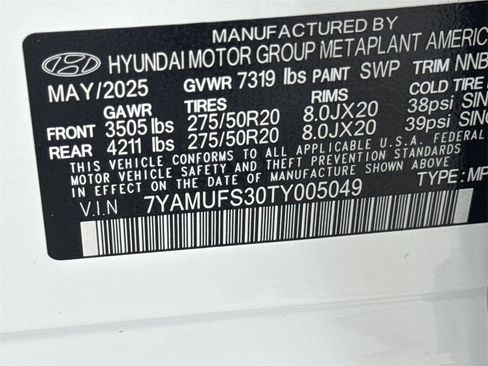 MANUFACTURED BY
HYUNDAI MOTOR GROUP METAPLANT AMERIC
MAY/2025 GVWR 7319 lbs PAINT SWP TRIM NNB
GAWR TIRES RIMS COLD TIRE
FRONT 3505 lbs 275/50R20 8.0JX20 38psi SIN
REAR 4211 lbs 275/50R20 8.0JX20 39psi SING
THIS VEHICLE CONFORMS TO ALL APPLICABLE U.S.A. FEDERAL
MOTOR VEHICLE SAFETY AND THEFT PREVENTION STANDARDS
IN EFFECT ON THE DATE OF MANUFACTURE SHOWN ABOVE.
V.I.N 7YAMUFS30TY005049 TYPE:MP